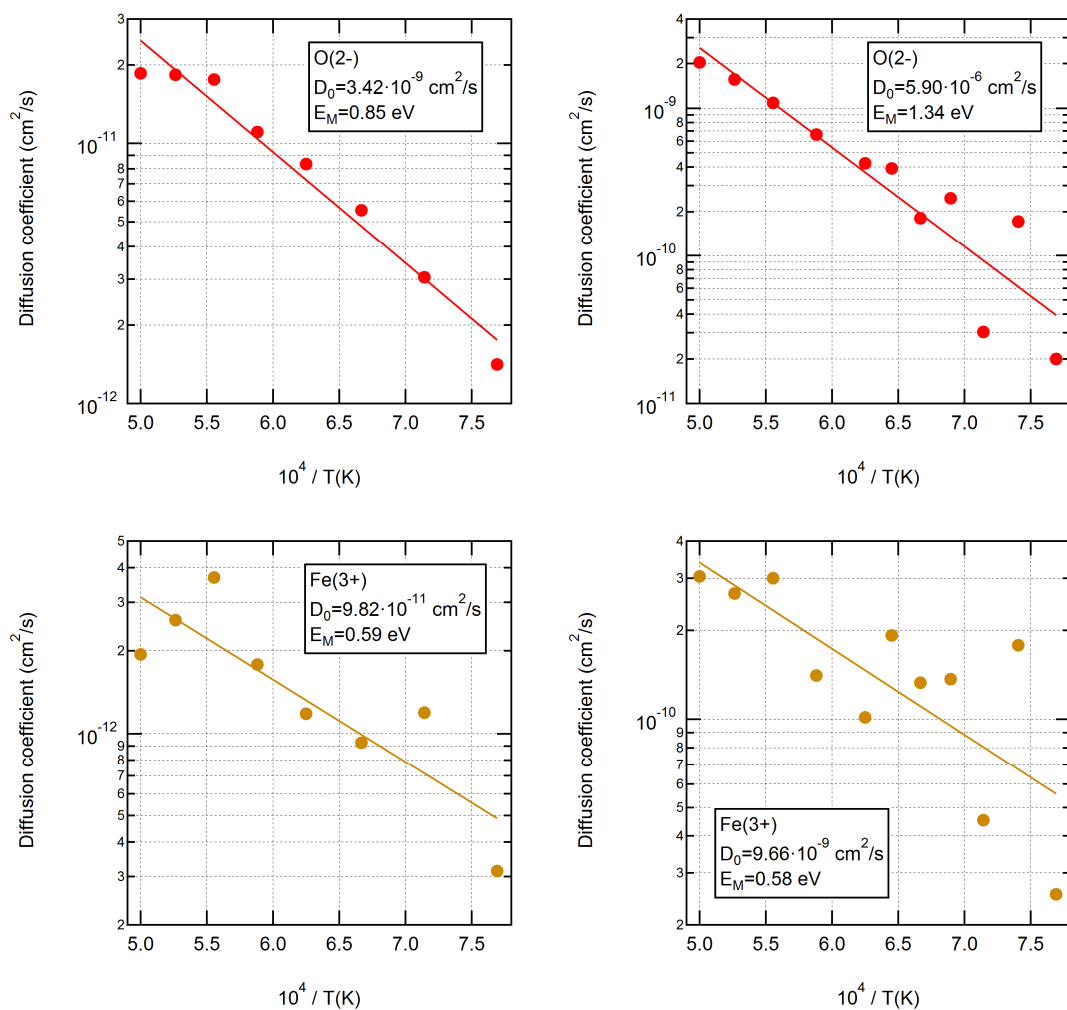 3
2
10⁻¹¹
9
8
7
6
5
4
3
2
10⁻¹²
Diffusion coefficient (cm²/s)
O(2-)
D₀=3.42·10⁻⁹ cm²/s
E_M=0.85 eV
5.0 5.5 6.0 6.5 7.0 7.5
10⁴ / T(K)
4
2
10⁻⁹
8
6
4
2
10⁻¹⁰
8
6
4
2
10⁻¹¹
Diffusion coefficient (cm²/s)
O(2-)
D₀=5.90·10⁻⁶ cm²/s
E_M=1.34 eV
5.0 5.5 6.0 6.5 7.0 7.5
10⁴ / T(K)
5
4
3
2
10⁻¹²
9
8
7
6
5
4
3
2
Diffusion coefficient (cm²/s)
Fe(3+)
D₀=9.82·10⁻¹¹ cm²/s
E_M=0.59 eV
5.0 5.5 6.0 6.5 7.0 7.5
10⁴ / T(K)
4
3
2
10⁻¹⁰
9
8
7
6
5
4
3
2
Diffusion coefficient (cm²/s)
Fe(3+)
D₀=9.66·10⁻⁹ cm²/s
E_M=0.58 eV
5.0 5.5 6.0 6.5 7.0 7.5
10⁴ / T(K)